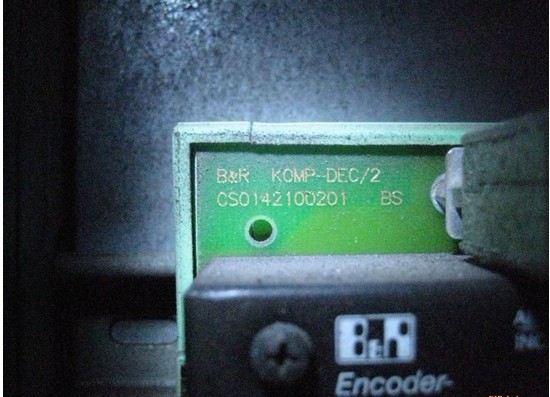 B&R KOMP-DEC/2
CS0142100201 BS
B&R
Encoder-